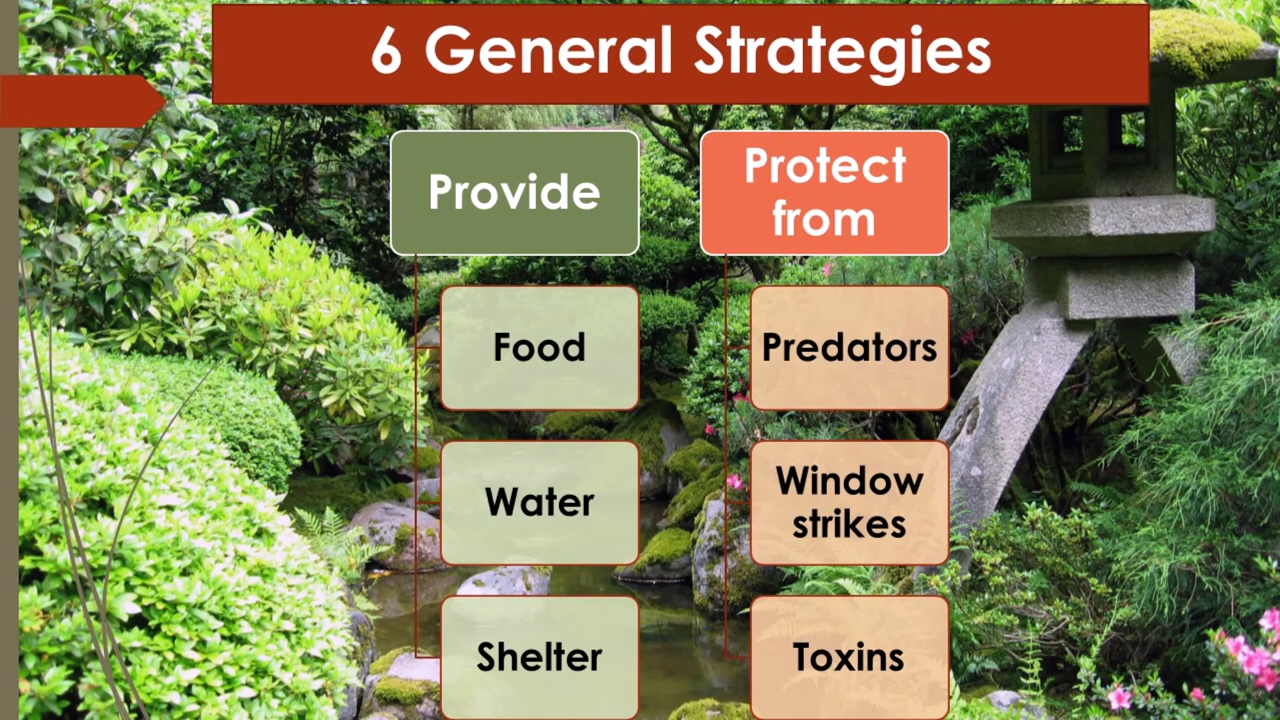 6 General Strategies
Provide
Food
Water
Shelter
Protect
from
Predators
Window
strikes
Toxins